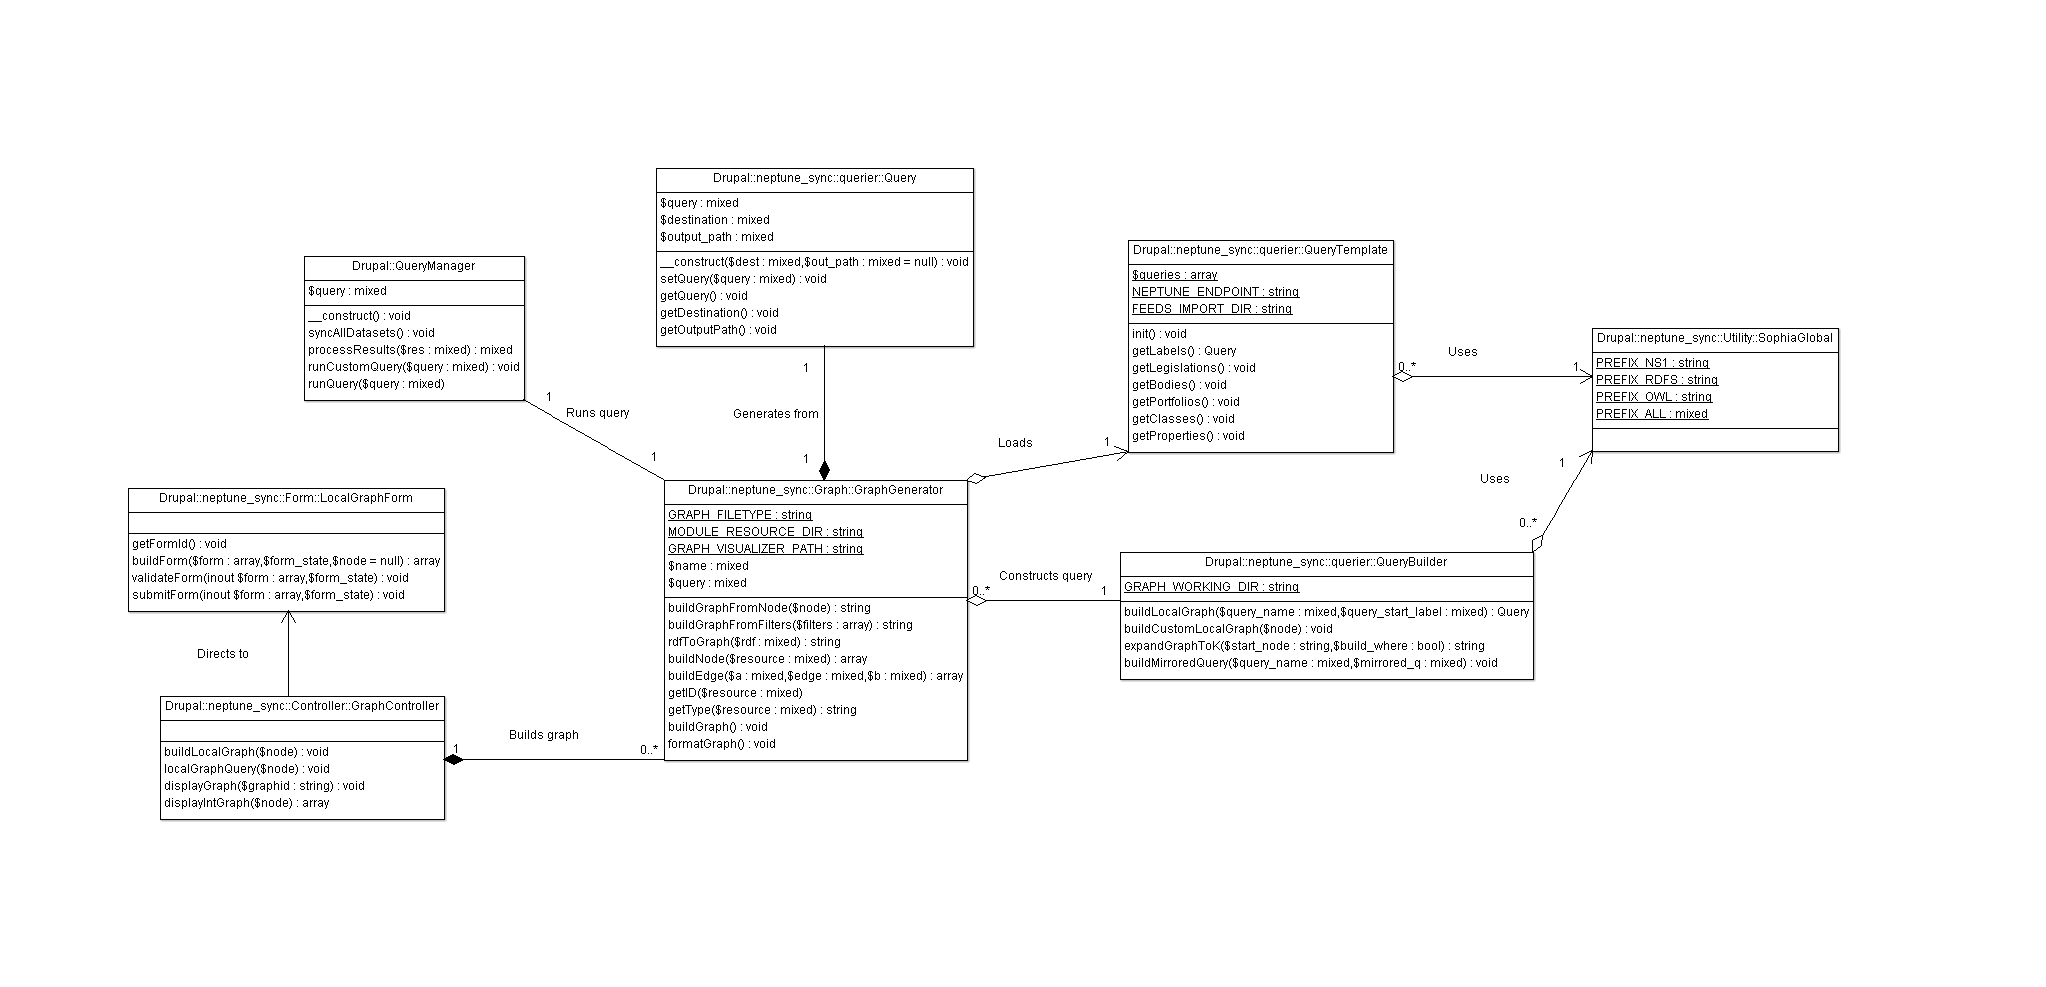 Drupal::neptune_sync::querier::Query
$query : mixed
$destination : mixed
$output_path : mixed
__construct($dest : mixed,$out_path : mixed = null) : void
setQuery($query : mixed) : void
getQuery() : void
getDestination() : void
getOutputPath() : void
Drupal::QueryManager
$query : mixed
__construct() : void
syncAllDatasets() : void
processResults($res : mixed) : mixed
runCustomQuery($query : mixed) : void
runQuery($query : mixed)
1
Runs query
1
1
Generates from
1
Drupal::neptune_sync::querier::QueryTemplate
$queries : array
NEPTUNE_ENDPOINT : string
FEEDS_IMPORT_DIR : string
init() : void
getLabels() : Query
getLegislations() : void
getBodies() : void
getPortfolios() : void
getClasses() : void
getProperties() : void
Uses
0..*
1
Drupal::neptune_sync::Utility::SophiaGlobal
PREFIX_NS1 : string
PREFIX_RDFS : string
PREFIX_OWL : string
PREFIX_ALL : mixed
Loads
1
1
Uses
0..*
Drupal::neptune_sync::Form::LocalGraphForm
getFormId() : void
buildForm($form : array,$form_state,$node = null) : array
validateForm(inout $form : array,$form_state) : void
submitForm(inout $form : array,$form_state) : void
Directs to
Drupal::neptune_sync::Graph::GraphGenerator
GRAPH_FILETYPE : string
MODULE_RESOURCE_DIR : string
GRAPH_VISUALIZER_PATH : string
$name : mixed
$query : mixed
buildGraphFromNode($node) : string
buildGraphFromFilters($filters : array) : string
rdfToGraph($rdf : mixed) : string
buildNode($resource : mixed) : array
buildEdge($a : mixed,$edge : mixed,$b : mixed) : array
getID($resource : mixed)
getType($resource : mixed) : string
buildGraph() : void
formatGraph() : void
Constructs query
0..*
1
Drupal::neptune_sync::querier::QueryBuilder
GRAPH_WORKING_DIR : string
buildLocalGraph($query_name : mixed,$query_start_label : mixed) : Query
buildCustomLocalGraph($node) : void
expandGraphToK($start_node : string,$build_where : bool) : string
buildMirroredQuery($query_name : mixed,$mirrored_q : mixed) : void
Drupal::neptune_sync::Controller::GraphController
buildLocalGraph($node) : void
localGraphQuery($node) : void
displayGraph($graphid : string) : void
displayIntGraph($node) : array
Builds graph
1
0..*